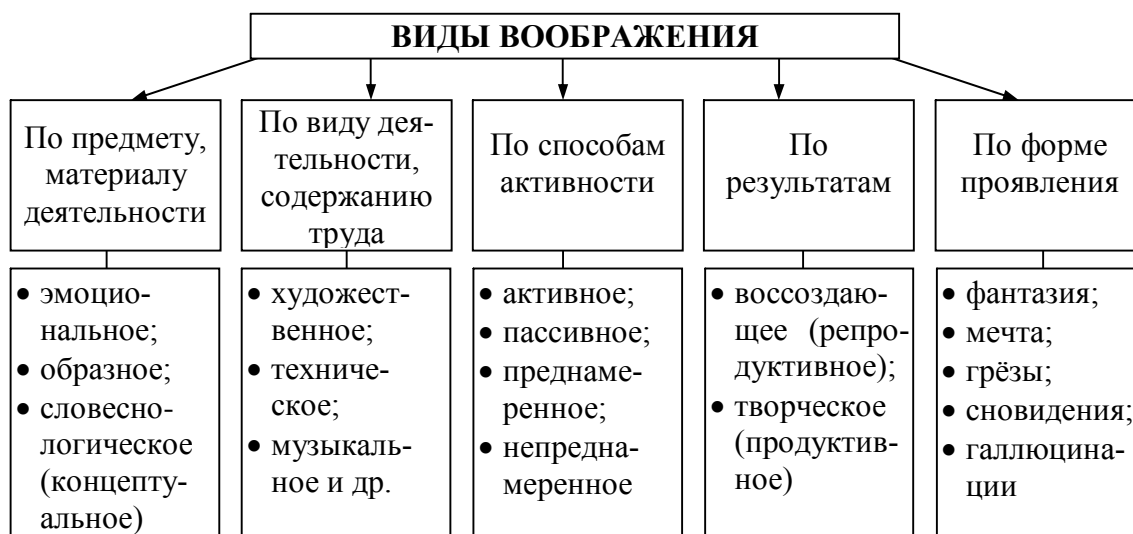 ВИДЫ ВООБРАЖЕНИЯ
По предмету,
материалу
деятельности
По виду дея-
тельности,
содержанию
труда
По способам
активности
По
результатам
По форме
проявления
• эмоцио-
нальное;
• образное;
• словесно-
логическое
(концепту-
альное)
• художест-
венное;
• техниче-
ское;
• музыкаль-
ное и др.
• активное;
• пассивное;
• преднаме-
ренное;
• непредна-
меренное
• воссоздаю-
щее (репро-
дуктивное);
• творческое
(продуктив-
ное)
• фантазия;
• мечта;
• грёзы;
• сновидения;
• галлюцина-
ции